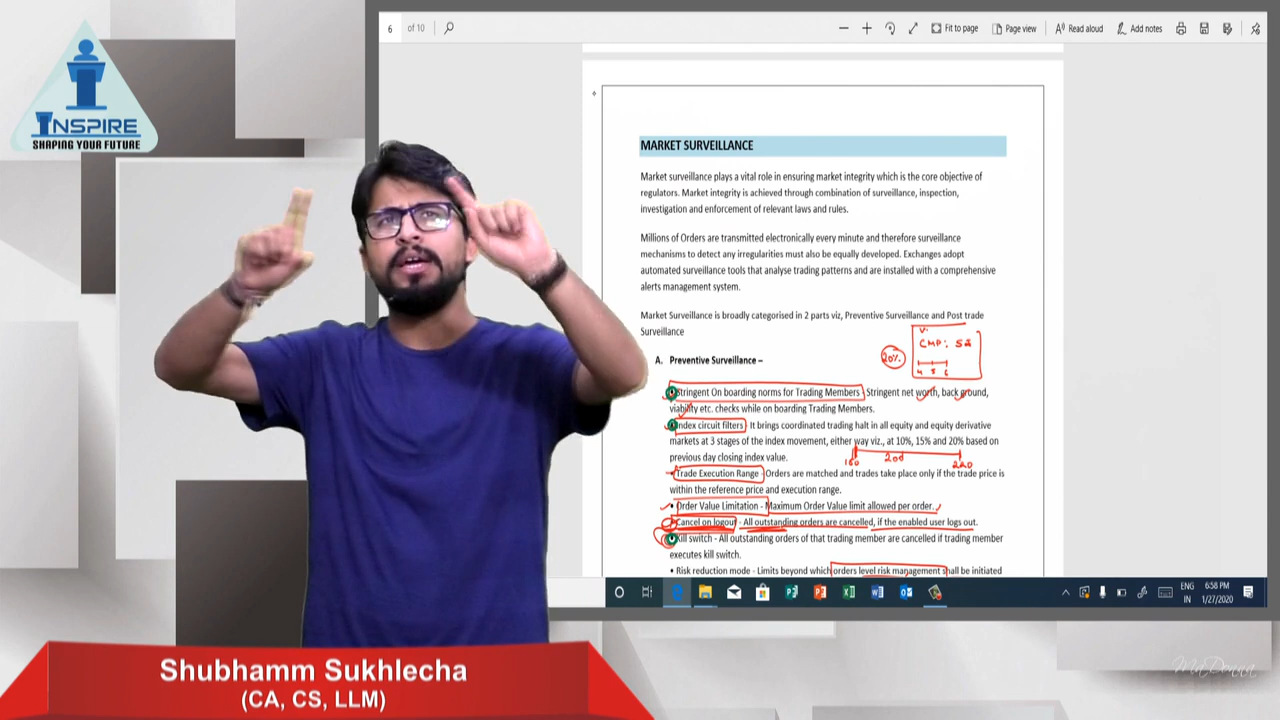 INSPIRE
SHAPING YOUR FUTURE
6 of 10
Fit to page
Page view
Read aloud
Add notes
MARKET SURVEILLANCE
Market surveillance plays a vital role in ensuring market integrity which is the core objective of
regulators. Market integrity is achieved through combination of surveillance, inspection,
investigation and enforcement of relevant laws and rules.
Millions of Orders are transmitted electronically every minute and therefore surveillance
mechanisms to detect any irregularities must also be equally developed. Exchanges adopt
automated surveillance tools that analyse trading patterns and are installed with a comprehensive
alerts management system.
Market Surveillance is broadly categorised in 2 parts viz, Preventive Surveillance and Post trade
Surveillance
20%
CMP:
A. Preventive Surveillance –
Stringent On boarding norms for Trading Members - Stringent net worth, back ground,
viability etc. checks while on boarding Trading Members.
Index circuit filters - It brings coordinated trading halt in all equity and equity derivative
markets at 3 stages of the index movement, either way viz., at 10%, 15% and 20% based on
previous day closing index value.
200
• Trade Execution Range - Orders are matched and trades take place only if the trade price is
within the reference price and execution range.
• Order Value Limitation - Maximum Order Value limit allowed per order.
Cancel on logout - All outstanding orders are cancelled, if the enabled user logs out.
Kill switch - All outstanding orders of that trading member are cancelled if trading member
executes kill switch.
• Risk reduction mode - Limits beyond which orders level risk management shall be initiated
ENG
IN
6:58 PM
1/27/2020
Shubhamm Sukhlecha
(CA, CS, LLM)